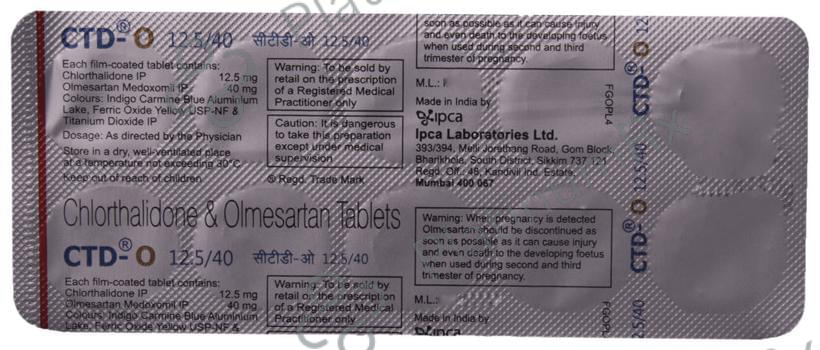 CTD-® O 12.5/40 सीटीडी-ओ 12.5/40
Each film-coated tablet contains:
Chlorthalidone IP 12.5 mg
Olmesartan Medoxomil IP 40 mg
Colours: Indigo Carmine Blue Aluminium
Lake, Ferric Oxide Yellow USP-NF &
Titanium Dioxide IP
Dosage: As directed by the Physician
Store in a dry, well-ventilated place
at a temperature not exceeding 30°C
Keep out of reach of children
Warning: To be sold by
retail on the prescription
of a Registered Medical
Practitioner only
Caution: It is dangerous
to take this preparation
except under medical
supervision
® Regd. Trade Mark
soon as possible as it can cause injury
and even death to the developing foetus
when used during second and third
trimester of pregnancy.
M.L.:
Made in India by
Ipca
Ipca Laboratories Ltd.
393/394, Melli Jorethang Road, Gom Block,
Bharikhola, South District, Sikkim 737 121
Regd. Off.: 48, Kandivli Ind. Estate,
Mumbai 400 067
FGOPL4
CTD-® O 12.5/40
Chlorthalidone & Olmesartan Tablets
CTD-® O 12.5/40 सीटीडी-ओ 12.5/40
Each film-coated tablet contains:
Chlorthalidone IP 12.5 mg
Olmesartan Medoxomil IP 40 mg
Colours: Indigo Carmine Blue Aluminium
Lake, Ferric Oxide Yellow USP-NF &
Warning: To be sold by
retail on the prescription
of a Registered Medical
Practitioner only
Warning: When pregnancy is detected
Olmesartan should be discontinued as
soon as possible as it can cause injury
and even death to the developing foetus
when used during second and third
trimester of pregnancy.
M.L.:
Made in India by
Ipca
CTD-® O 12